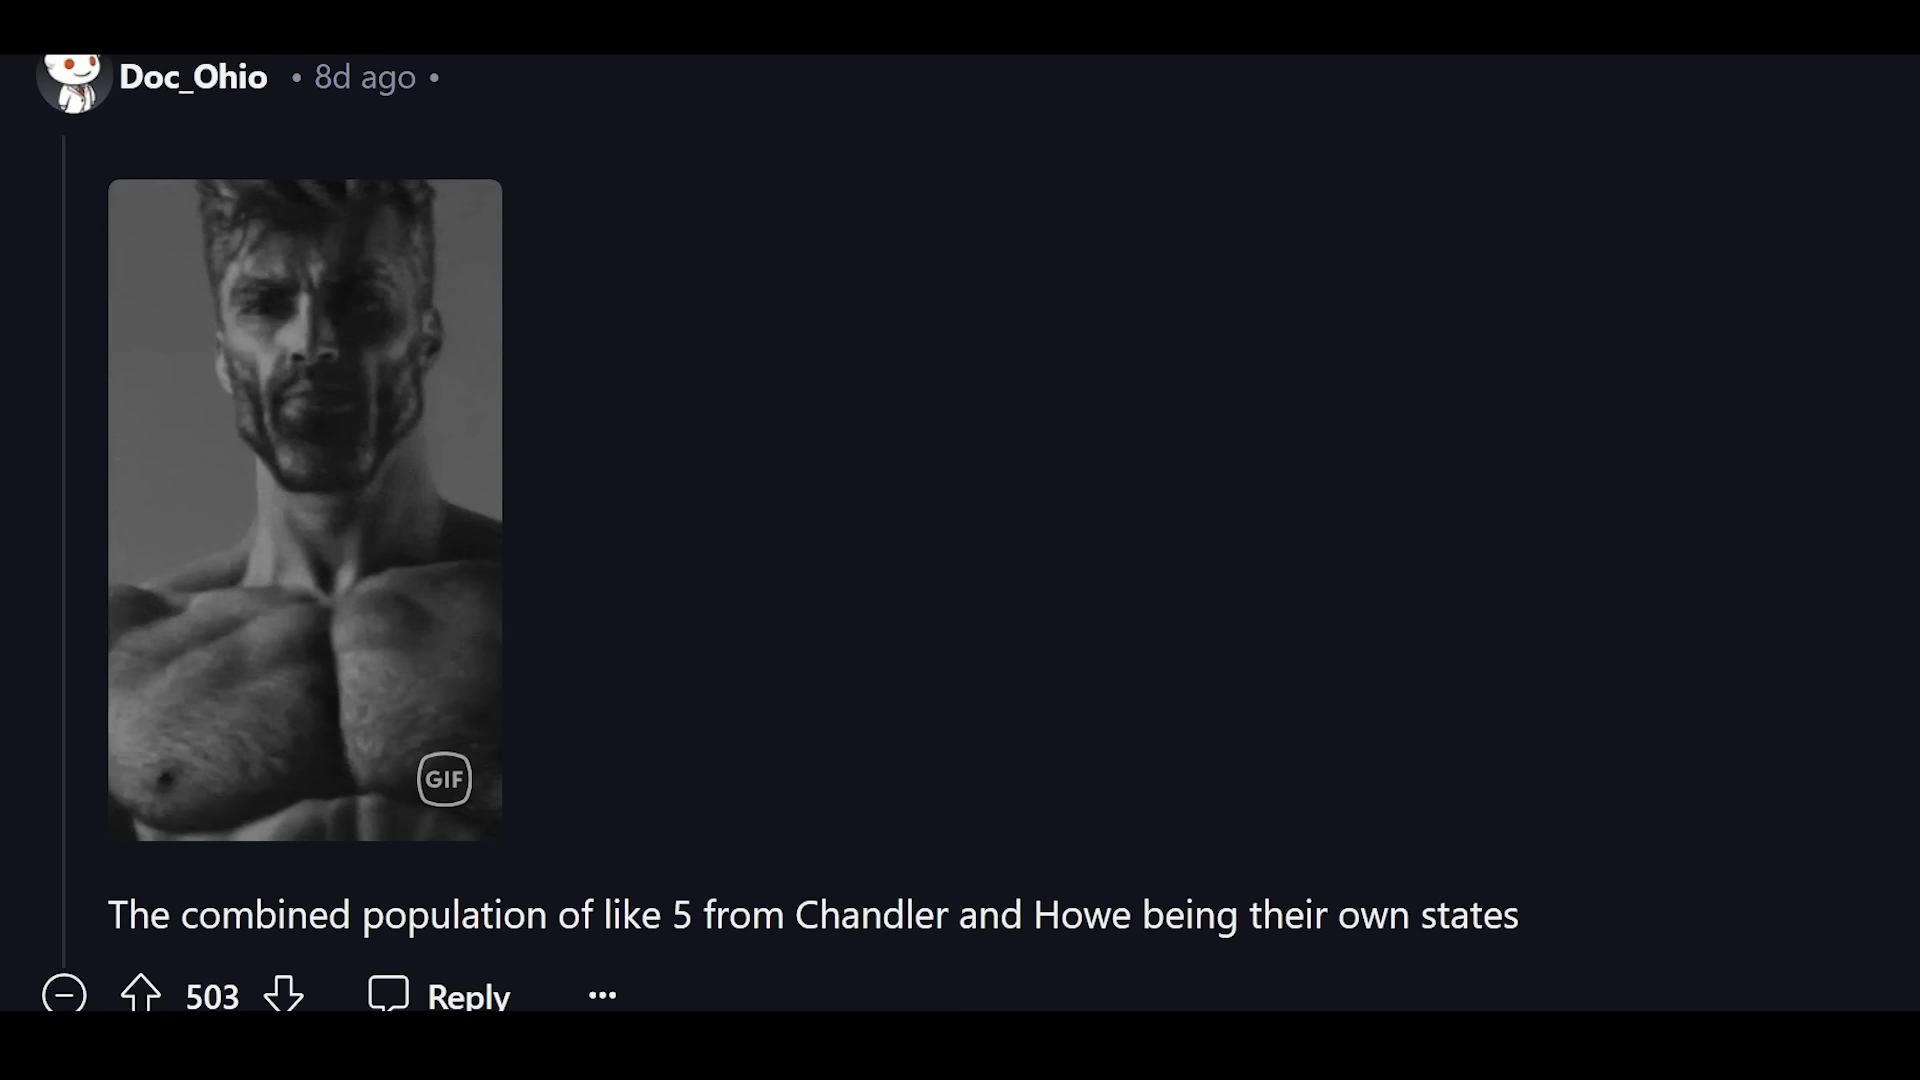 Doc_Ohio • 8d ago •
GIF
The combined population of like 5 from Chandler and Howe being their own states
503 Reply ...